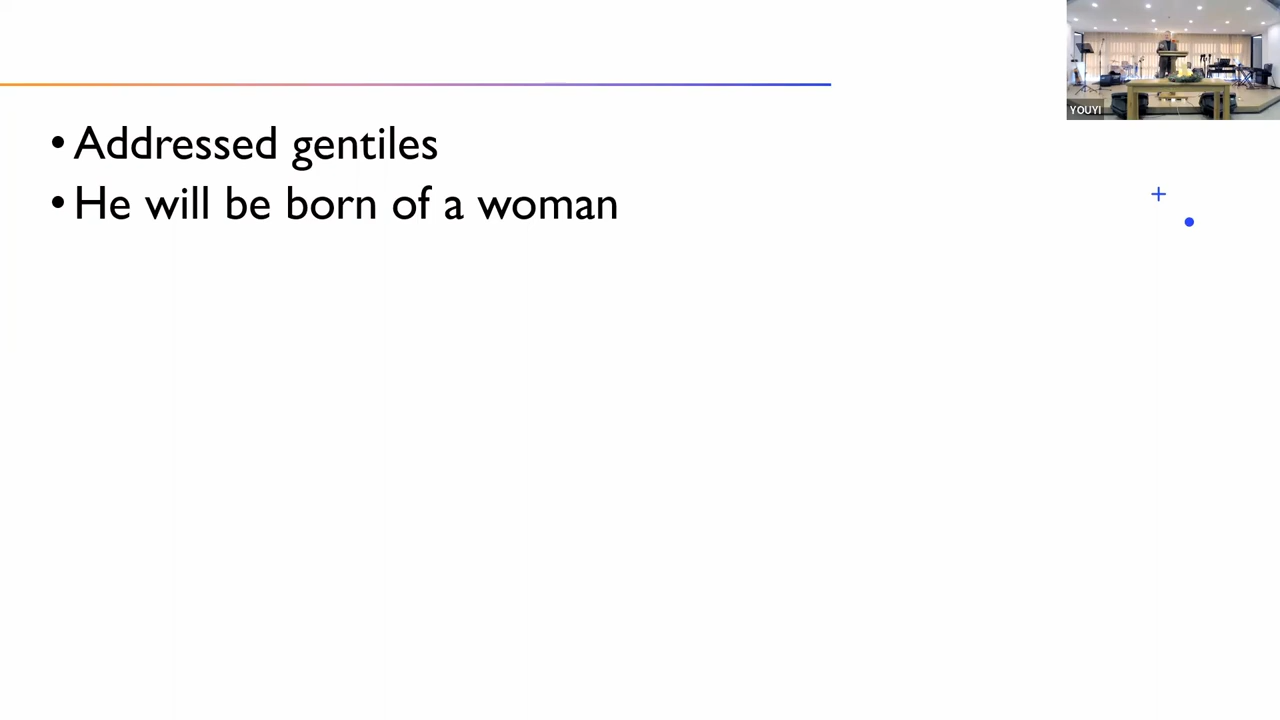 • Addressed gentiles
• He will be born of a woman
YOUYI